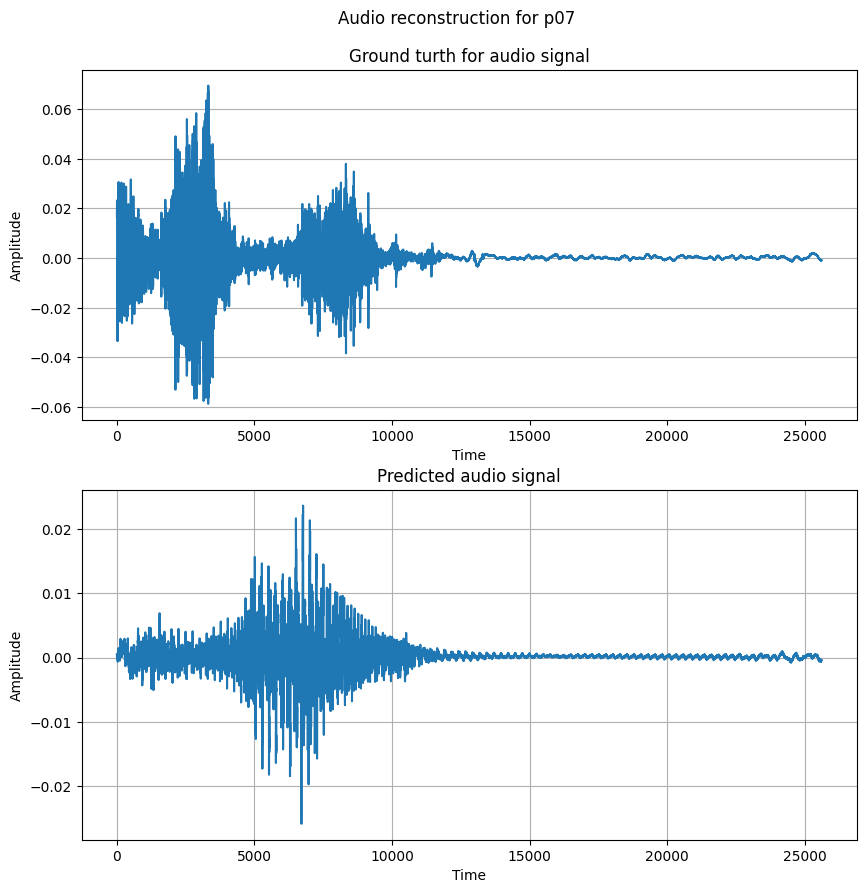 Audio reconstruction for p07
Ground turth for audio signal
0.06
0.04
0.02
0.00
−0.02
−0.04
−0.06
Amplitude
0 5000 10000 15000 20000 25000
Time
Predicted audio signal
0.02
0.01
0.00
−0.01
−0.02
Amplitude
0 5000 10000 15000 20000 25000
Time